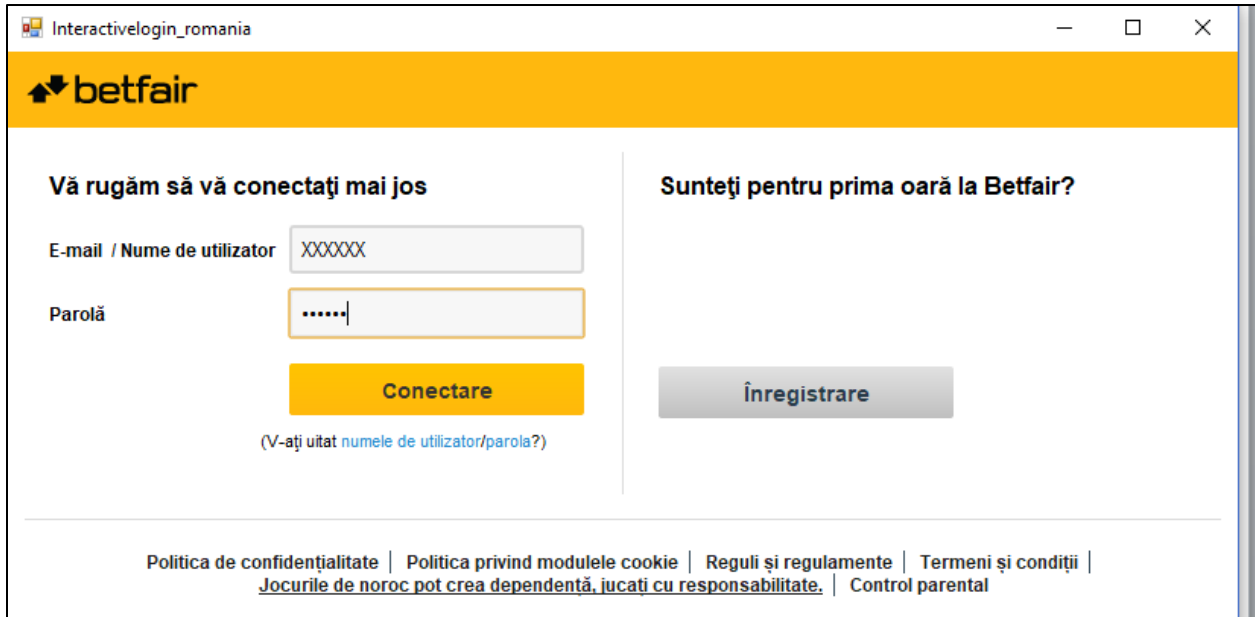 Interactivelogin_romania
betfair
Vă rugăm să vă conectaţi mai jos
E-mail / Nume de utilizator
XXXXXX
Parolă
••••••
Conectare
(V-aţi uitat numele de utilizator/parola?)
Sunteţi pentru prima oară la Betfair?
Înregistrare
Politica de confidențialitate | Politica privind modulele cookie | Reguli și regulamente | Termeni și condiții |
Jocurile de noroc pot crea dependență, jucați cu responsabilitate. | Control parental